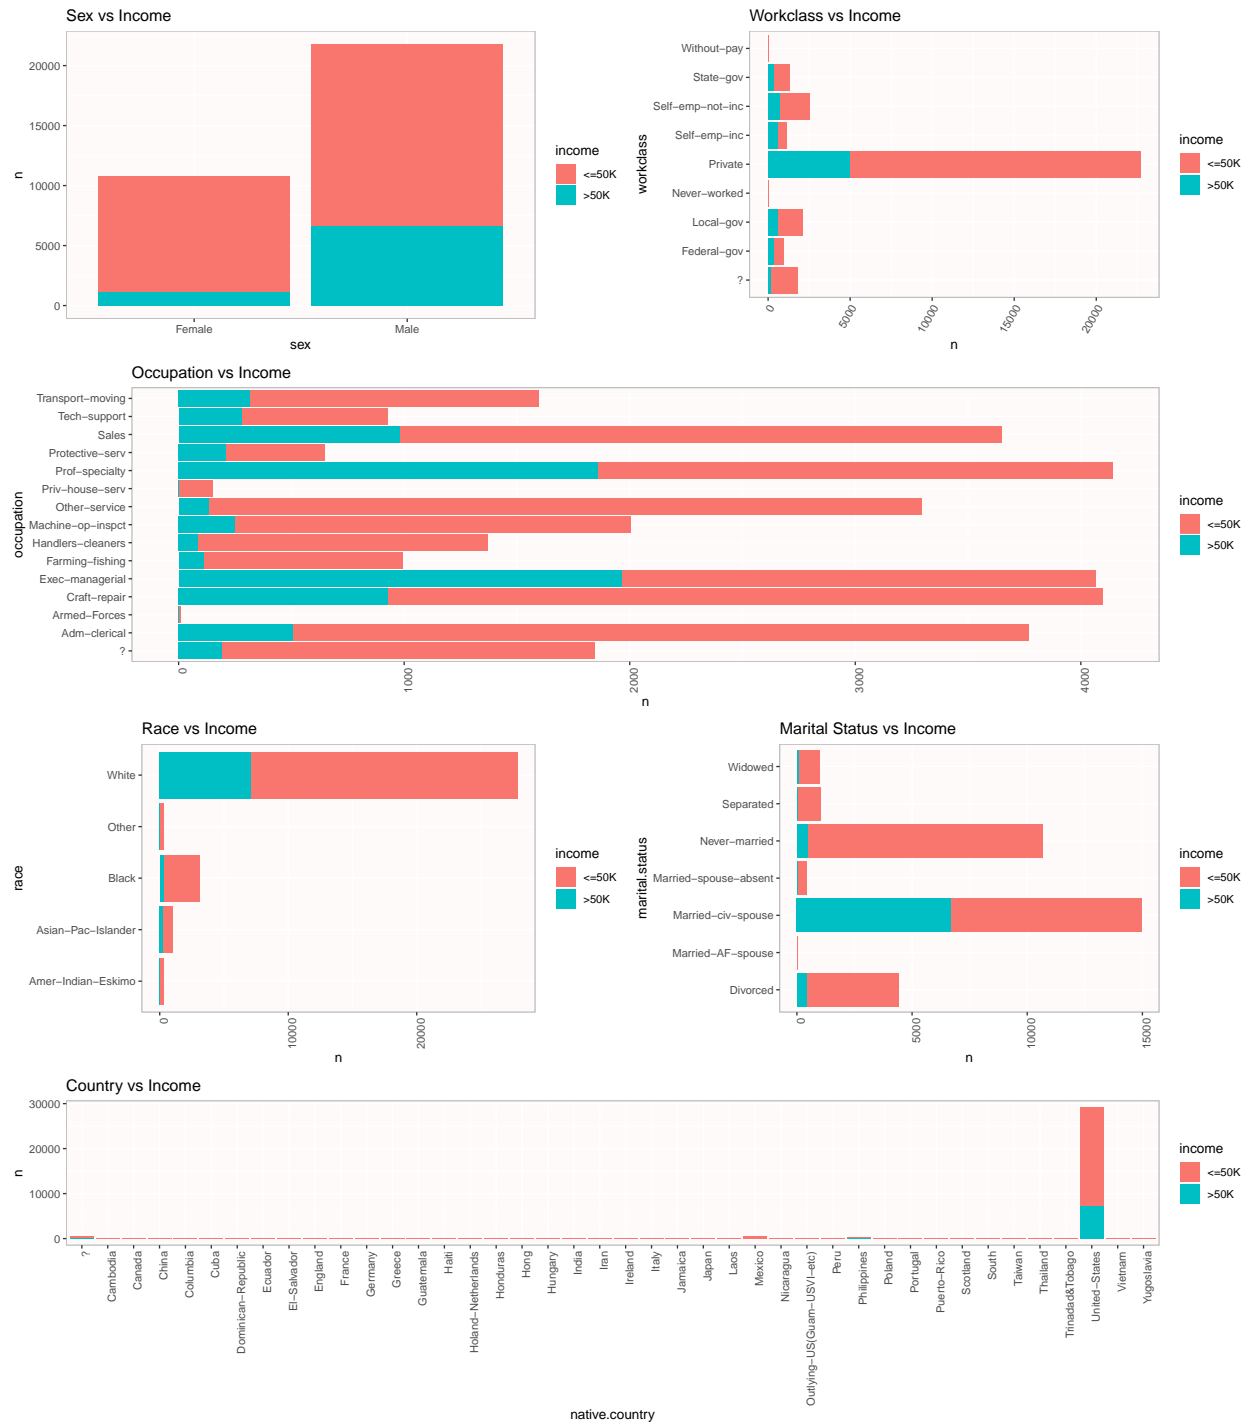 Sex vs Income
20000
15000
10000
5000
0
n
Female
Male
sex
income
<=50K
>50K
Workclass vs Income
Without-pay
State-gov
Self-emp-not-inc
Self-emp-inc
Private
Never-worked
Local-gov
Federal-gov
?
workclass
0
5000
10000
15000
20000
n
income
<=50K
>50K
Occupation vs Income
Transport-moving
Tech-support
Sales
Protective-serv
Prof-specialty
Priv-house-serv
Other-service
Machine-op-inspct
Handlers-cleaners
Farming-fishing
Exec-managerial
Craft-repair
Armed-Forces
Adm-clerical
?
occupation
0
1000
2000
3000
4000
n
income
<=50K
>50K
Race vs Income
White
Other
Black
Asian-Pac-Islander
Amer-Indian-Eskimo
race
0
10000
20000
n
income
<=50K
>50K
Marital Status vs Income
Widowed
Separated
Never-married
Married-spouse-absent
Married-civ-spouse
Married-AF-spouse
Divorced
marital.status
0
5000
10000
15000
n
income
<=50K
>50K
Country vs Income
30000
20000
10000
0
n
?
Cambodia
Canada
China
Columbia
Cuba
Dominican-Republic
Ecuador
El-Salvador
England
France
Germany
Greece
Guatemala
Haiti
Holand-Netherlands
Honduras
Hong
Hungary
India
Iran
Ireland
Italy
Jamaica
Japan
Laos
Mexico
Nicaragua
Outlying-US(Guam-USVI-etc)
Peru
Philippines
Poland
Portugal
Puerto-Rico
Scotland
South
Taiwan
Thailand
Trinadad&Tobago
United-States
Vietnam
Yugoslavia
native.country
income
<=50K
>50K